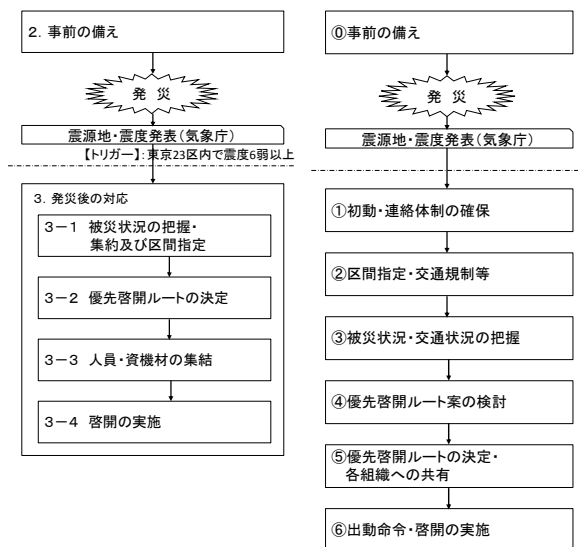 2．事前の備え
発 災
震源地・震度発表(気象庁)
【トリガー】：東京23区内で震度6弱以上
3．発災後の対応
3－1 被災状況の把握・
集約及び区間指定
3－2 優先啓開ルートの決定
3－3 人員・資機材の集結
3－4 啓開の実施
⓪事前の備え
発 災
震源地・震度発表(気象庁)
①初動・連絡体制の確保
②区間指定・交通規制等
③被災状況・交通状況の把握
④優先啓開ルート案の検討
⑤優先啓開ルートの決定・
各組織への共有
⑥出動命令・啓開の実施